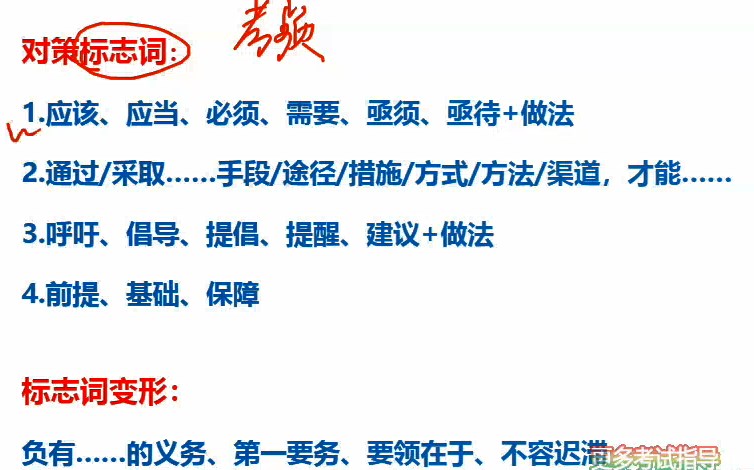 对策标志词：
考频
1.应该、应当、必须、需要、亟须、亟待+做法
2.通过/采取……手段/途径/措施/方式/方法/渠道，才能……
3.呼吁、倡导、提倡、提醒、建议+做法
4.前提、基础、保障
标志词变形：
负有……的义务、第一要务、要领在于、不容迟滞
更多考试指导